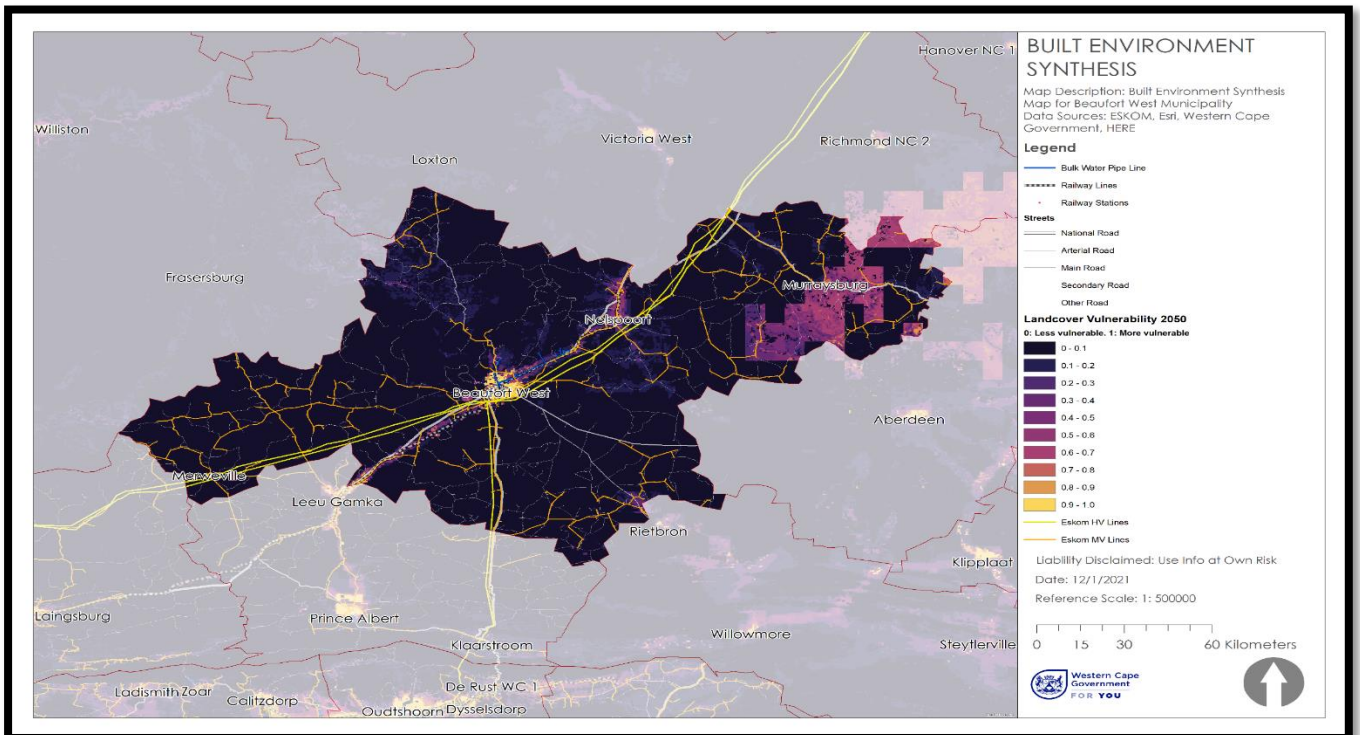 Hanover NC 1
Williston
Victoria West
Richmond NC 2
Loxton
Frasersburg
Murraysburg
Nelspoort
Beaufort West
Aberdeen
Merweville
Leeu Gamka
Rietbron
Klipplaat
Laingsburg
Prince Albert
Willowmore
Klaarstroom
Steytlerville
De Rust WC 1
Ladismith Zoar
Calitzdorp
Oudtshoorn Dysselsdorp
BUILT ENVIRONMENT
SYNTHESIS
Map Description: Built Environment Synthesis
Map for Beaufort West Municipality
Data Sources: ESKOM, Esri, Western Cape
Government, HERE
Legend
Bulk Water Pipe Line
Railway Lines
Railway Stations
Streets
National Road
Arterial Road
Main Road
Secondary Road
Other Road
Landcover Vulnerability 2050
0: Less vulnerable. 1: More vulnerable
0 - 0.1
0.1 - 0.2
0.2 - 0.3
0.3 - 0.4
0.4 - 0.5
0.5 - 0.6
0.6 - 0.7
0.7 - 0.8
0.8 - 0.9
0.9 - 1.0
Eskom HV Lines
Eskom MV Lines
Liability Disclaimed: Use Info at Own Risk
Date: 12/1/2021
Reference Scale: 1: 500000
0 15 30 60 Kilometers
Western Cape
Government
FOR YOU